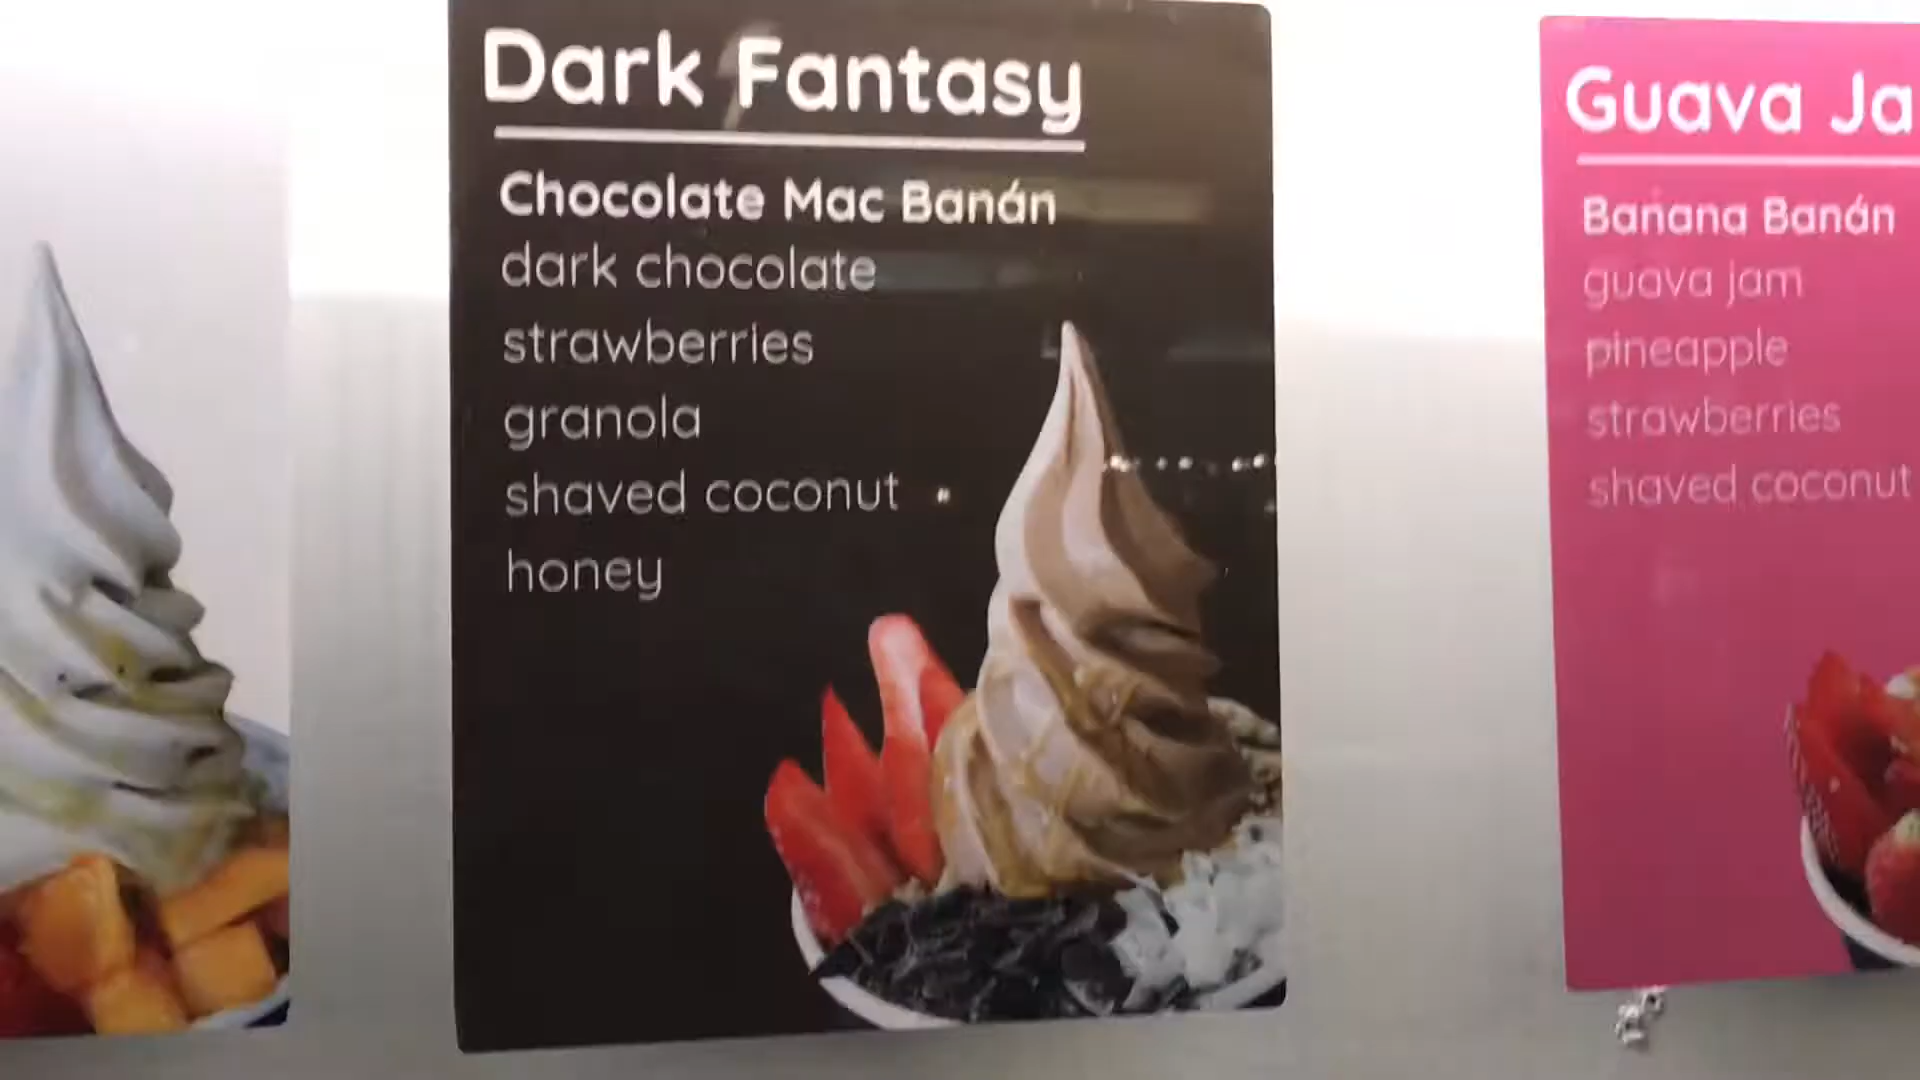 Dark Fantasy
Chocolate Mac Banán
dark chocolate
strawberries
granola
shaved coconut
honey
Guava Ja
Banana Banán
guava jam
pineapple
strawberries
shaved coconut